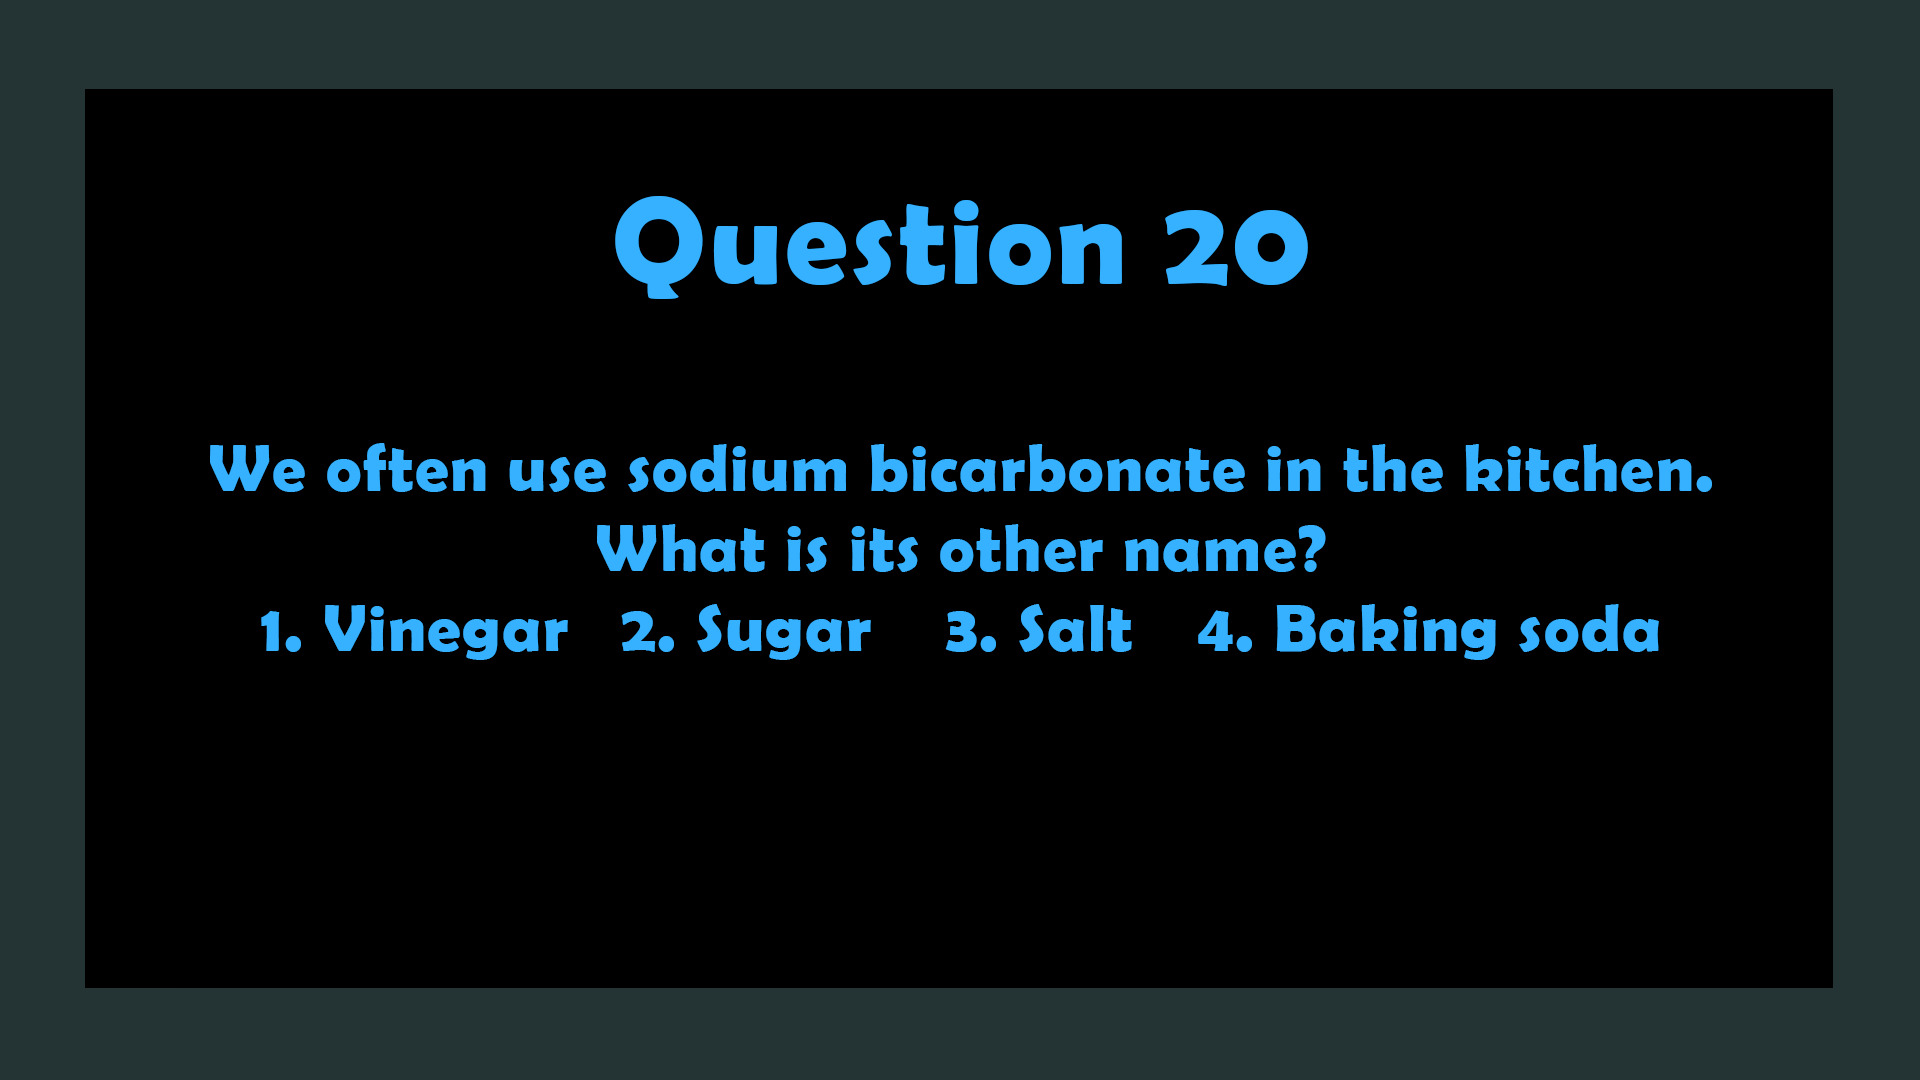 Question 20
We often use sodium bicarbonate in the kitchen.
What is its other name?
1. Vinegar 2. Sugar 3. Salt 4. Baking soda